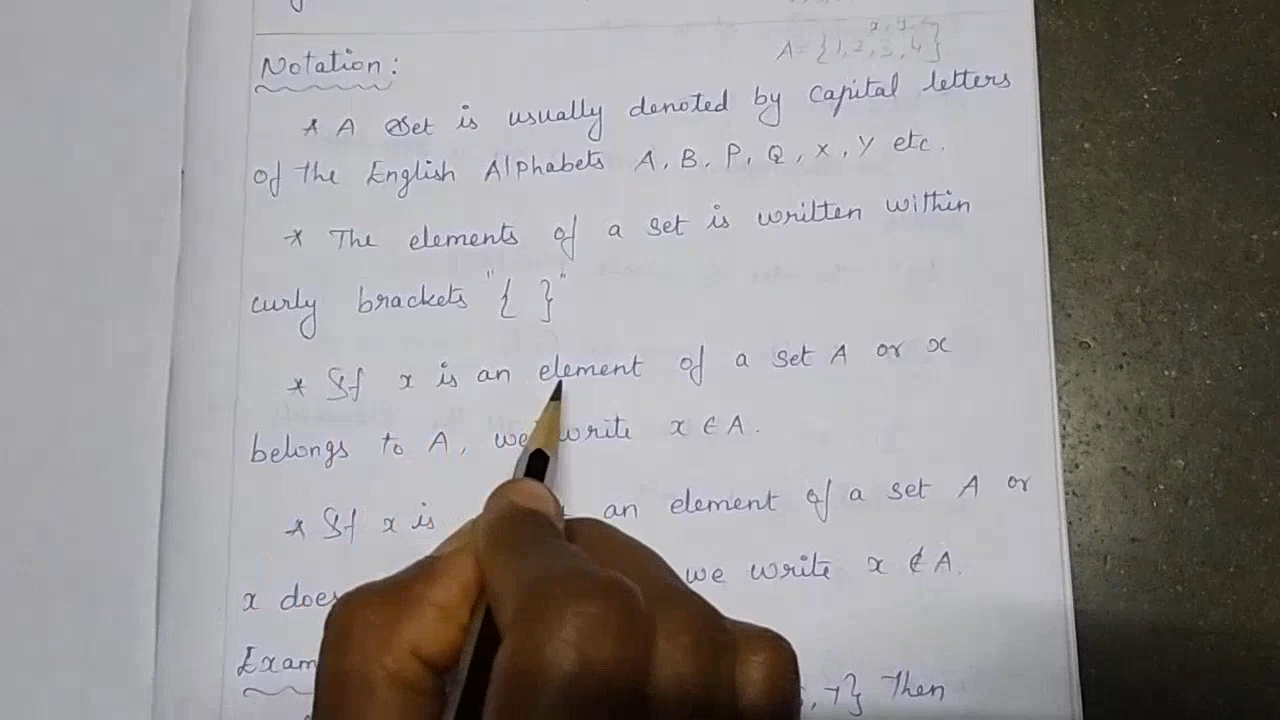 x, y,
A = {1, 2, 3, 4}
Notation:
* A Set is usually denoted by capital letters
of the English Alphabets A, B, P, Q, X, Y etc.
* The elements of a set is written within
curly brackets "{ }"
* If x is an element of a set A or x
belongs to A, we write x ∈ A.
* If x is an element of a set A or
x does we write x ∉ A.
, 7} Then